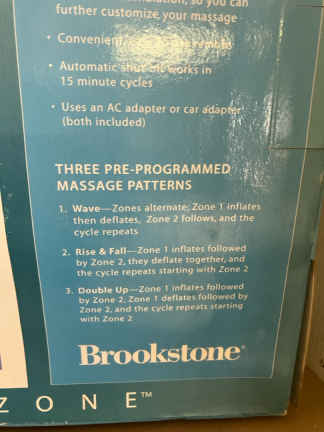 so you can
further customize your massage
• Convenient,
• Automatic shut-off works in
15 minute cycles
• Uses an AC adapter or car adapter
(both included)
THREE PRE-PROGRAMMED
MASSAGE PATTERNS
1. Wave—Zones alternate; Zone 1 inflates
then deflates, Zone 2 follows, and the
cycle repeats
2. Rise & Fall—Zone 1 inflates followed
by Zone 2, they deflate together, and
the cycle repeats starting with Zone 2
3. Double Up—Zone 1 inflates followed
by Zone 2, Zone 1 deflates followed by
Zone 2, and the cycle repeats starting
with Zone 2
Brookstone®
ZONE™